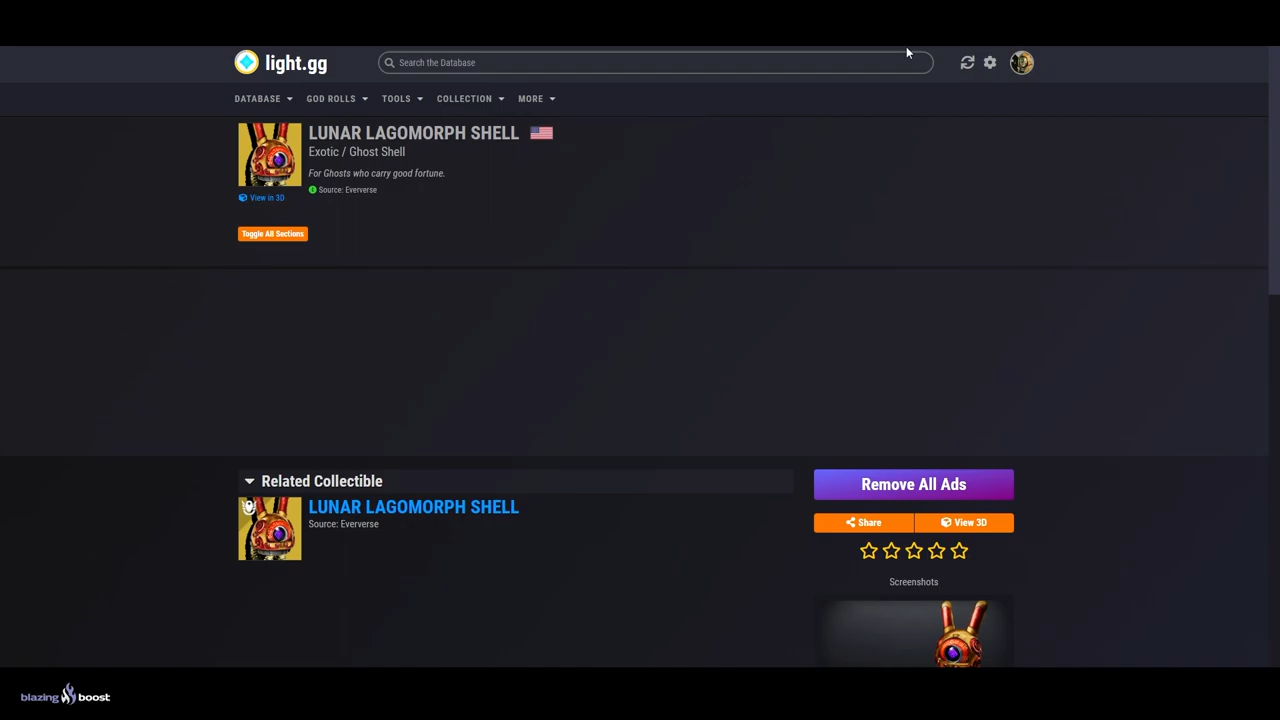 light.gg
Search the Database
DATABASE GOD ROLLS TOOLS COLLECTION MORE
LUNAR LAGOMORPH SHELL
Exotic / Ghost Shell
For Ghosts who carry good fortune.
Source: Eververse
View in 3D
Toggle All Sections
Related Collectible
LUNAR LAGOMORPH SHELL
Source: Eververse
Remove All Ads
Share View 3D
Screenshots
blazing boost